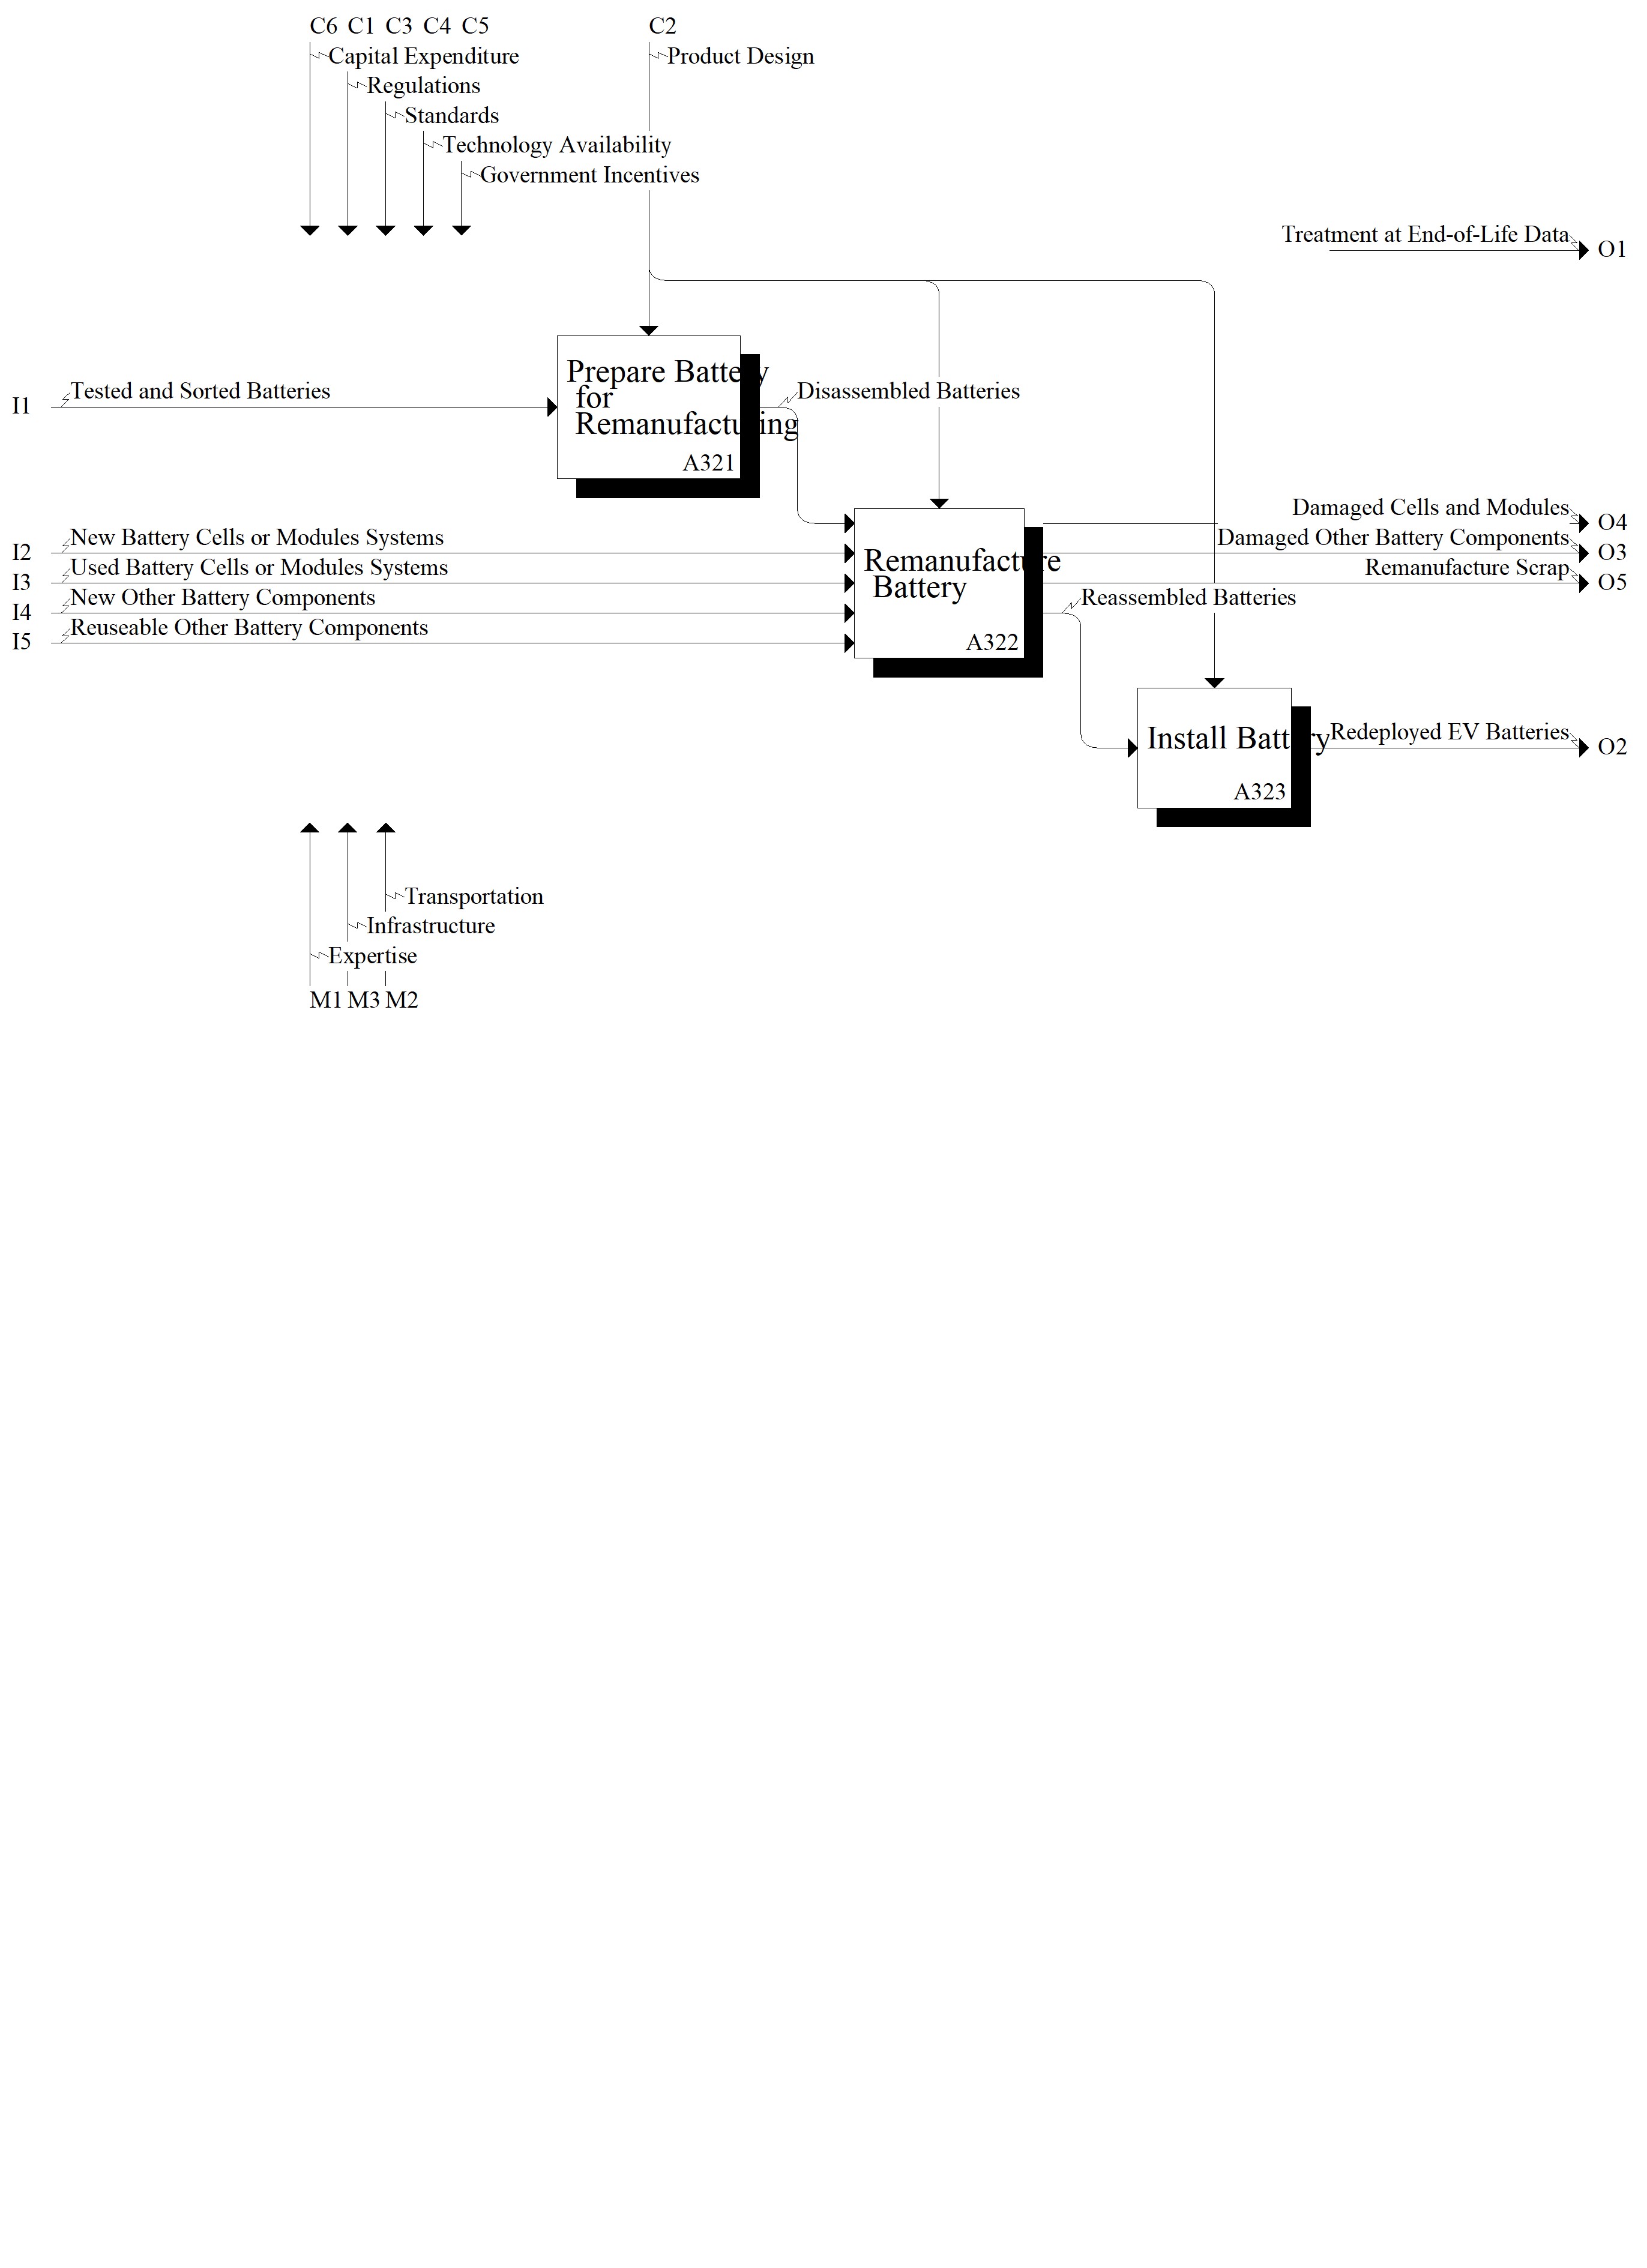 C6 C1 C3 C4 C5 C2
Capital Expenditure
Product Design
Regulations
Standards
Technology Availability
Government Incentives
Treatment at End-of-Life Data
O1
Prepare Battery
for
Remanufacturing
A321
I1
Tested and Sorted Batteries
Disassembled Batteries
Damaged Cells and Modules
O4
I2
New Battery Cells or Modules Systems
Damaged Other Battery Components
O3
I3
Used Battery Cells or Modules Systems
Remanufacture
Battery
A322
Remanufacture Scrap
O5
I4
New Other Battery Components
Reassembled Batteries
I5
Reuseable Other Battery Components
Install Battery
A323
Redeployed EV Batteries
O2
Transportation
Infrastructure
Expertise
M1 M3 M2